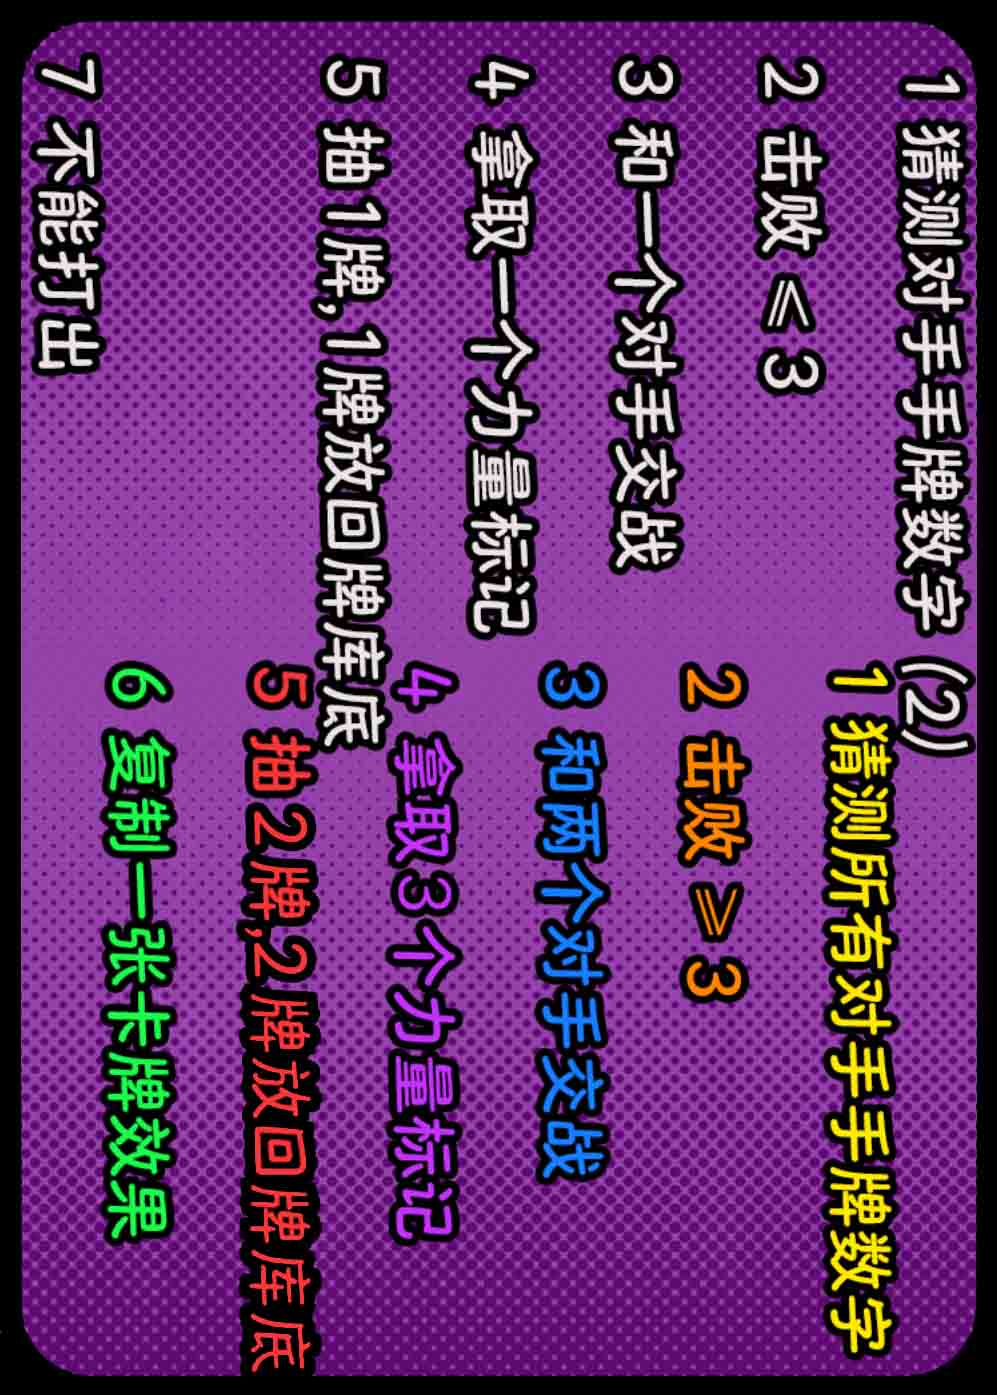 1 猜测对手手牌数字 (2)
1 猜测所有对手手牌数字
2 击败 ≤ 3
2 击败 ≥ 3
3 和一个对手交战
3 和两个对手交战
4 拿取一个力量标记
4 拿取3个力量标记
5 抽1牌,1牌放回牌库底
5 抽2牌,2牌放回牌库底
6 复制一张卡牌效果
7 不能打出